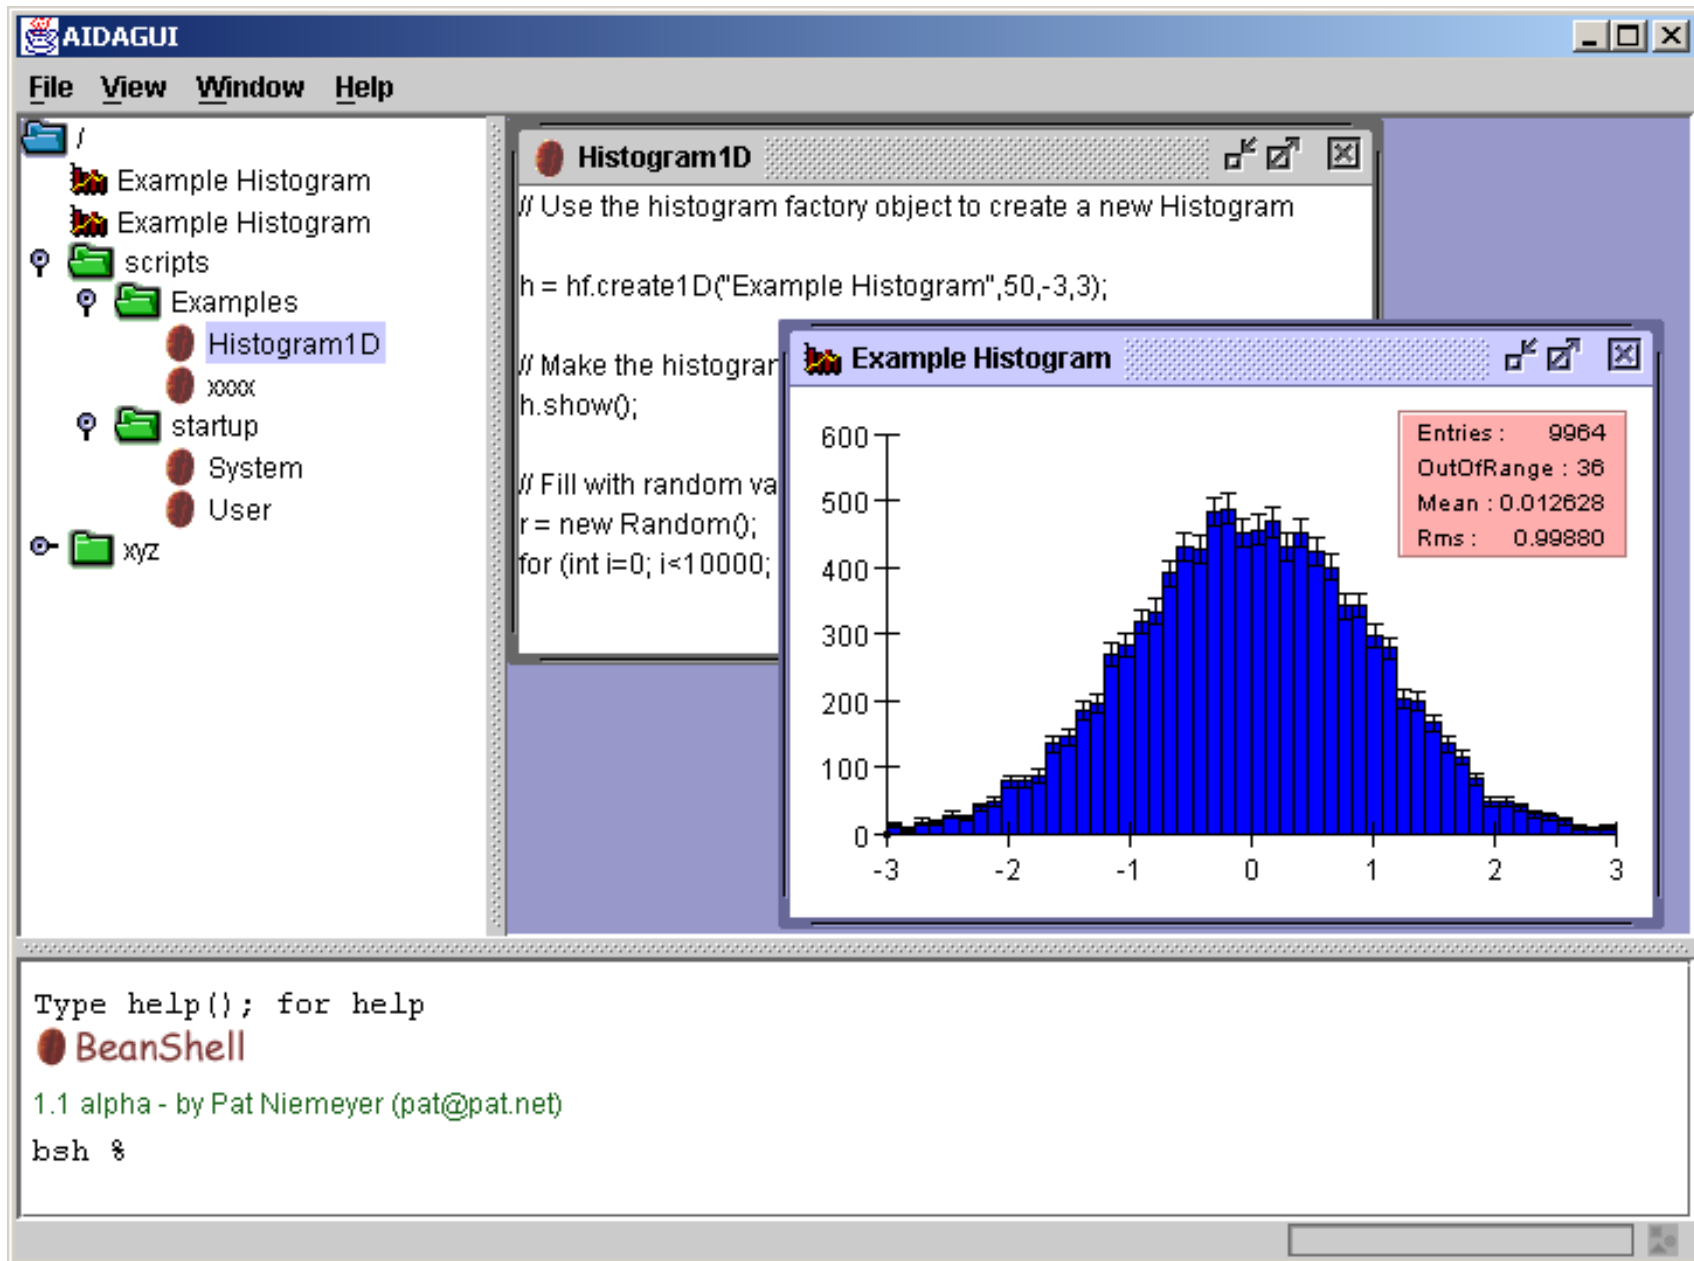 AIDAGUI
File View Window Help
/
Example Histogram
Example Histogram
scripts
Examples
Histogram1D
xxxx
startup
System
User
xyz
Histogram1D
// Use the histogram factory object to create a new Histogram
h = hf.create1D("Example Histogram",50,-3,3);
// Make the histogram
h.show();
// Fill with random va
r = new Random();
for (int i=0; i<10000;
Example Histogram
Entries : 9964
OutOfRange : 36
Mean : 0.012628
Rms : 0.99880
600
500
400
300
200
100
0
-3 -2 -1 0 1 2 3
Type help(); for help
BeanShell
1.1 alpha - by Pat Niemeyer (pat@pat.net)
bsh %